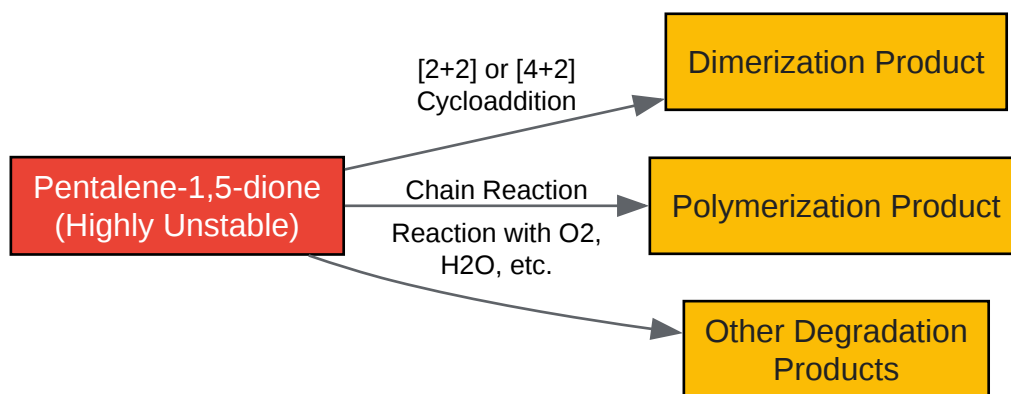 [2+2] or [4+2]
Cycloaddition
Dimerization Product
Pentalene-1,5-dione
(Highly Unstable)
Chain Reaction
Polymerization Product
Reaction with O2,
H2O, etc.
Other Degradation
Products